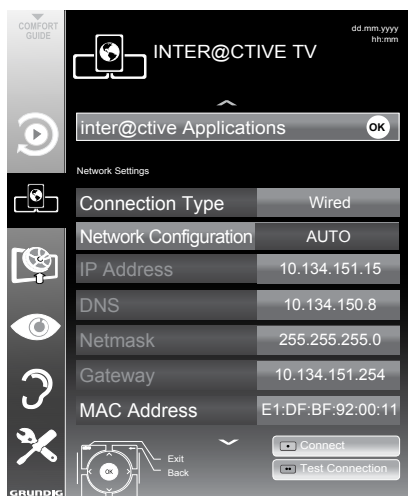 COMFORT
GUIDE
dd.mm.yyyy
hh:mm
INTER@CTIVE TV
inter@ctive Applications OK
Network Settings
Connection Type Wired
Network Configuration AUTO
IP Address 10.134.151.15
DNS 10.134.150.8
Netmask 255.255.255.0
Gateway 10.134.151.254
MAC Address E1:DF:BF:92:00:11
Exit
Back
OK
Connect
Test Connection
GRUNDIG